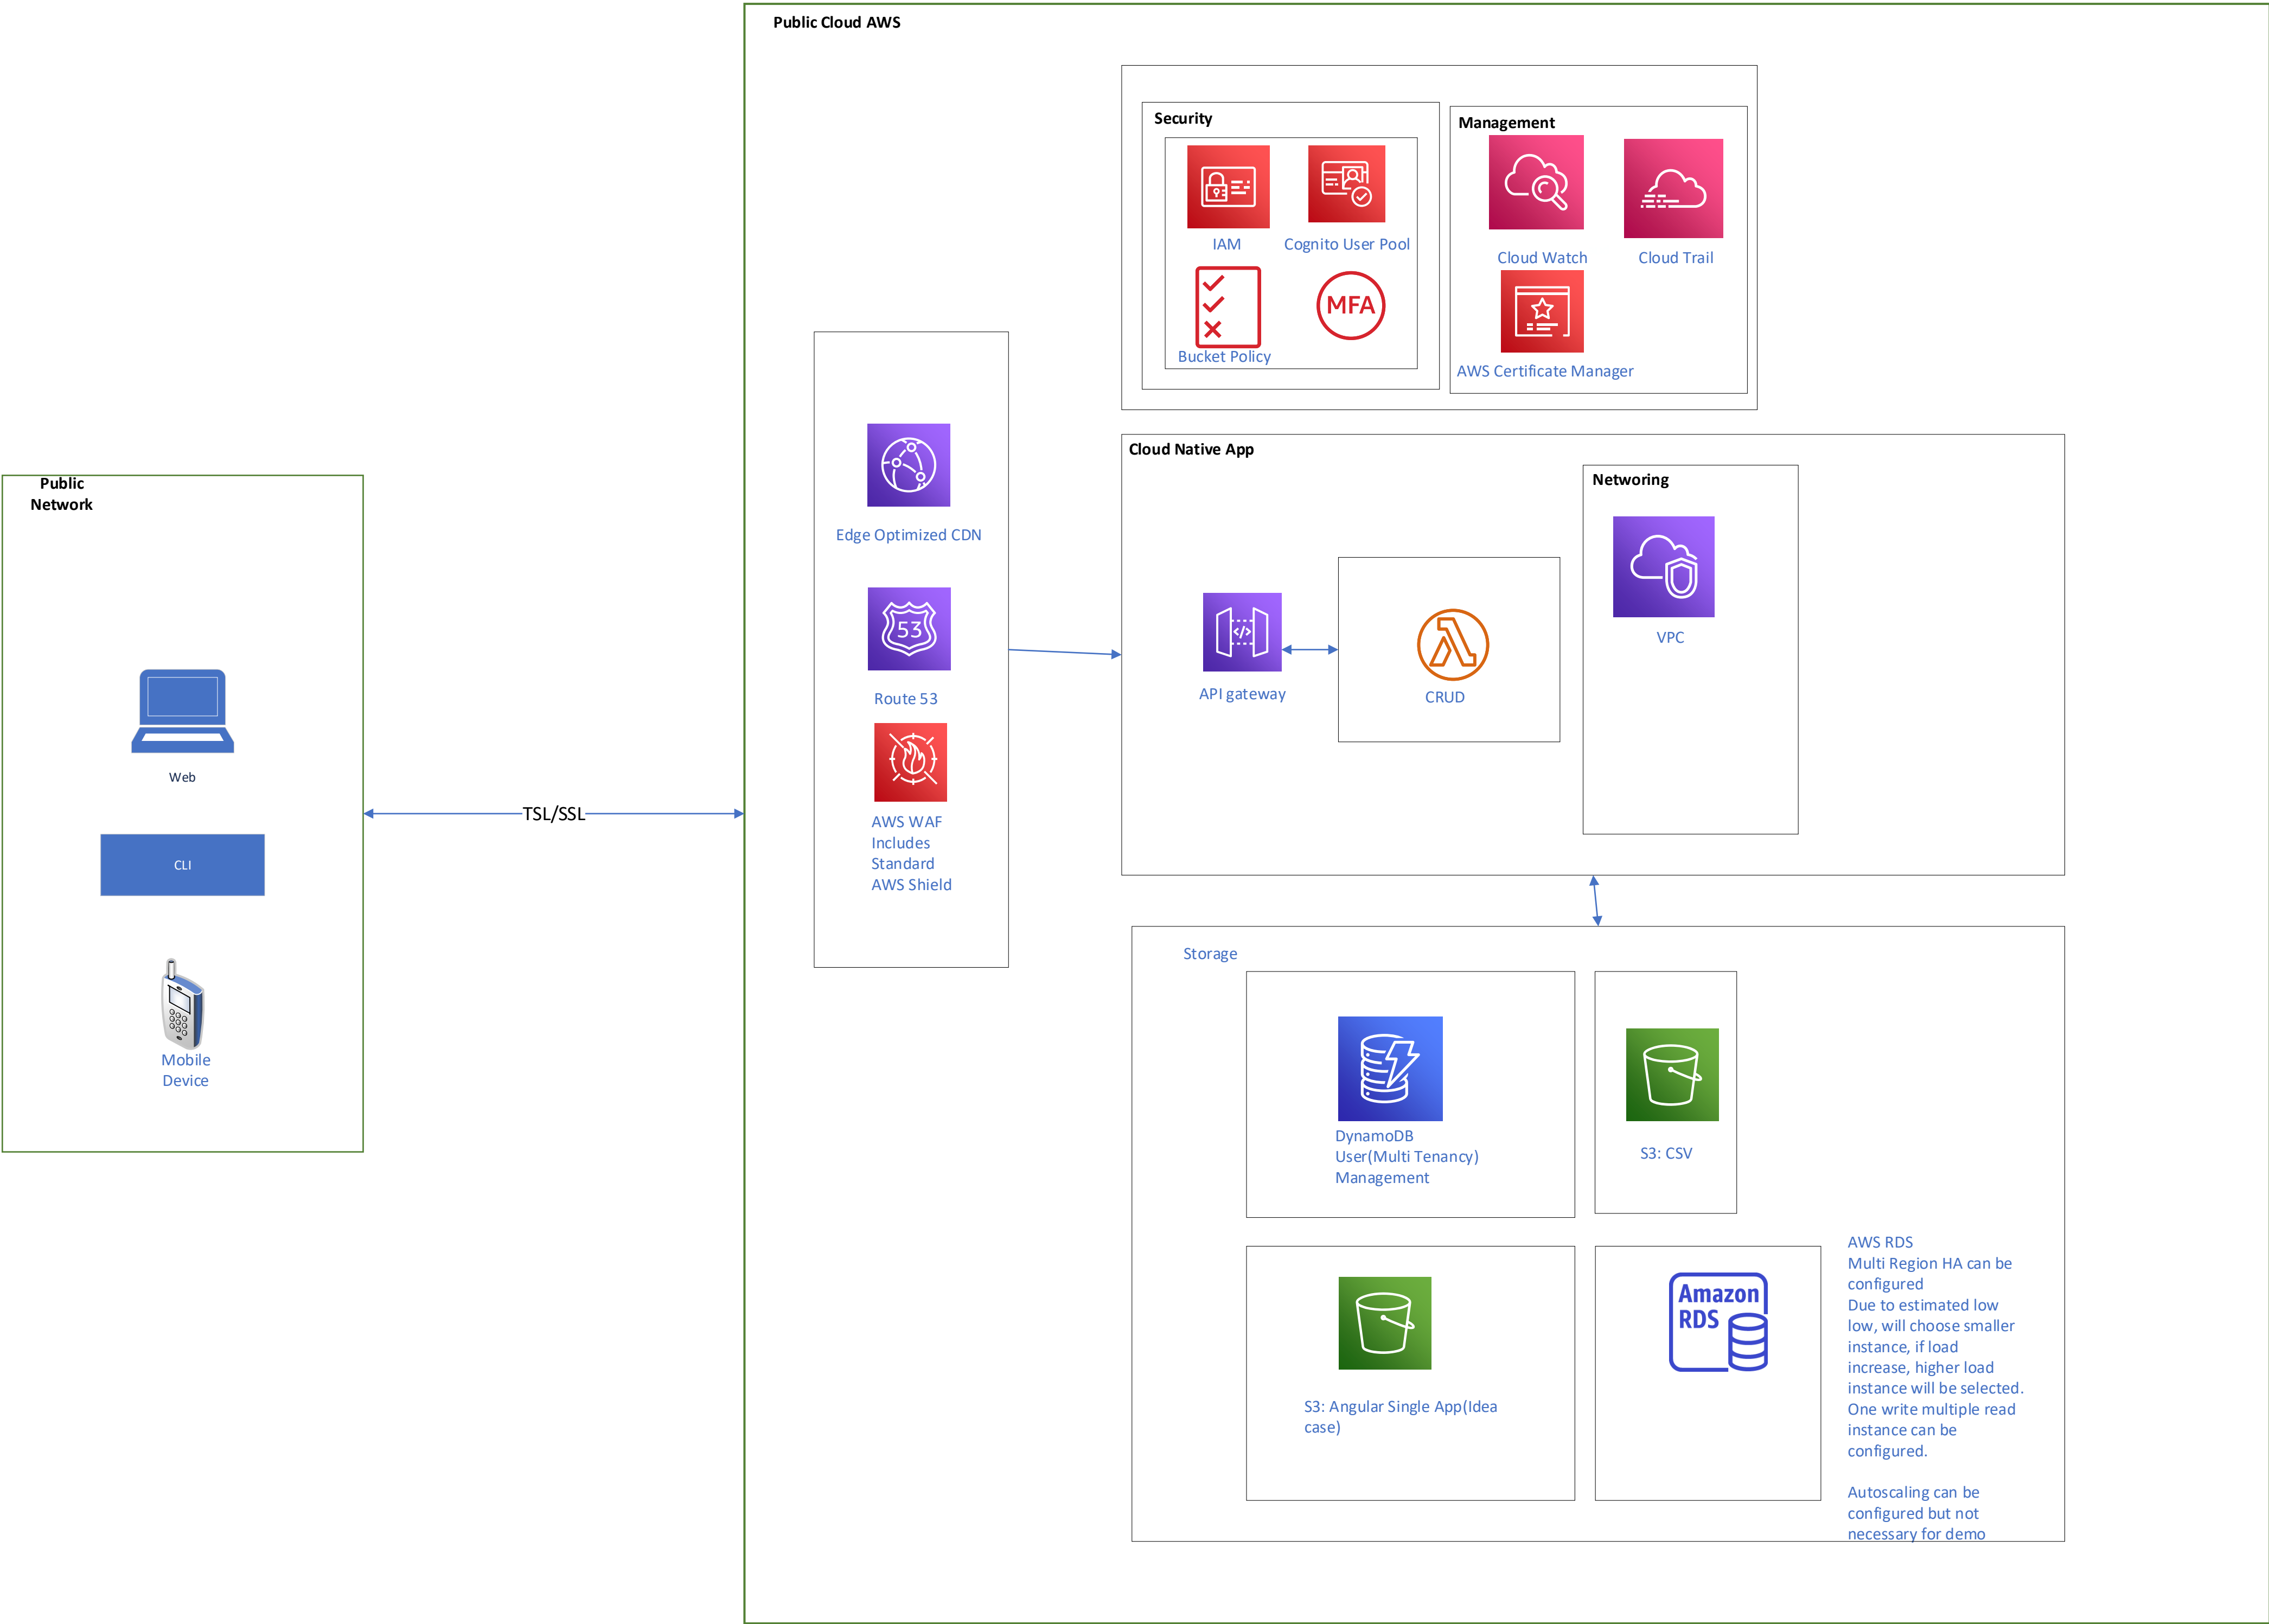 Public Cloud AWS
Security
IAM
Cognito User Pool
Bucket Policy
MFA
Management
Cloud Watch
Cloud Trail
AWS Certificate Manager
Public
Network
Web
CLI
Mobile
Device
TSL/SSL
Edge Optimized CDN
53
Route 53
AWS WAF
Includes
Standard
AWS Shield
Cloud Native App
API gateway
CRUD
Networing
VPC
Storage
DynamoDB
User(Multi Tenancy)
Management
S3: CSV
S3: Angular Single App(Idea
case)
Amazon
RDS
AWS RDS
Multi Region HA can be
configured
Due to estimated low
low, will choose smaller
instance, if load
increase, higher load
instance will be selected.
One write multiple read
instance can be
configured.
Autoscaling can be
configured but not
necessary for demo